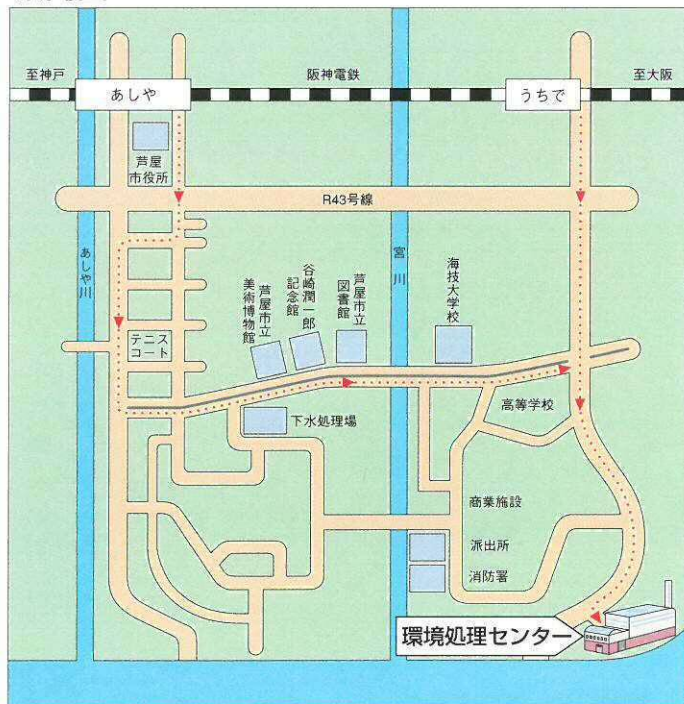 至神戸
あしや
阪神電鉄
うちで
至大阪
芦屋
市役所
R43号線
あしや川
宮川
芦屋市立
美術博物館
谷崎潤一郎
記念館
芦屋市立
図書館
海技大学校
テニス
コート
下水処理場
高等学校
商業施設
派出所
消防署
環境処理センター